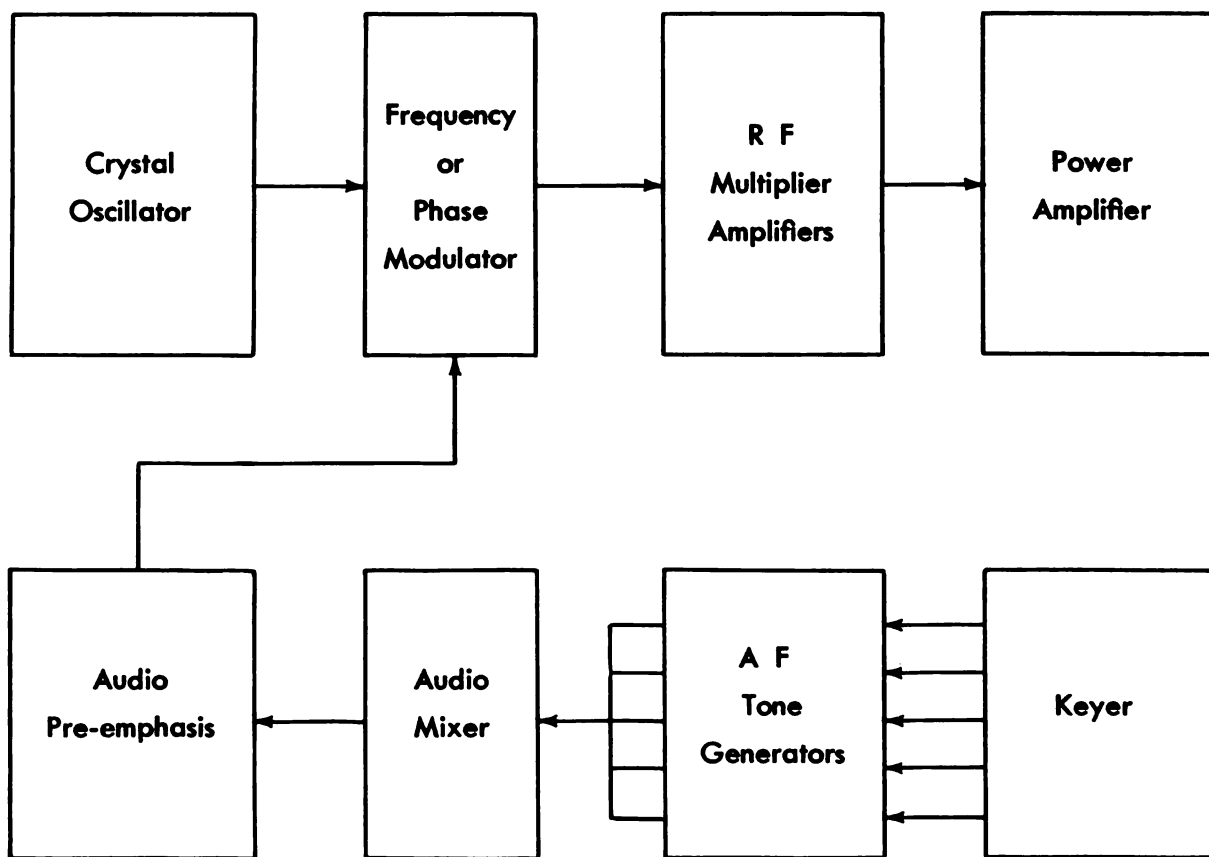 Crystal
Oscillator
Frequency
or
Phase
Modulator
R F
Multiplier
Amplifiers
Power
Amplifier
Audio
Pre-emphasis
Audio
Mixer
A F
Tone
Generators
Keyer